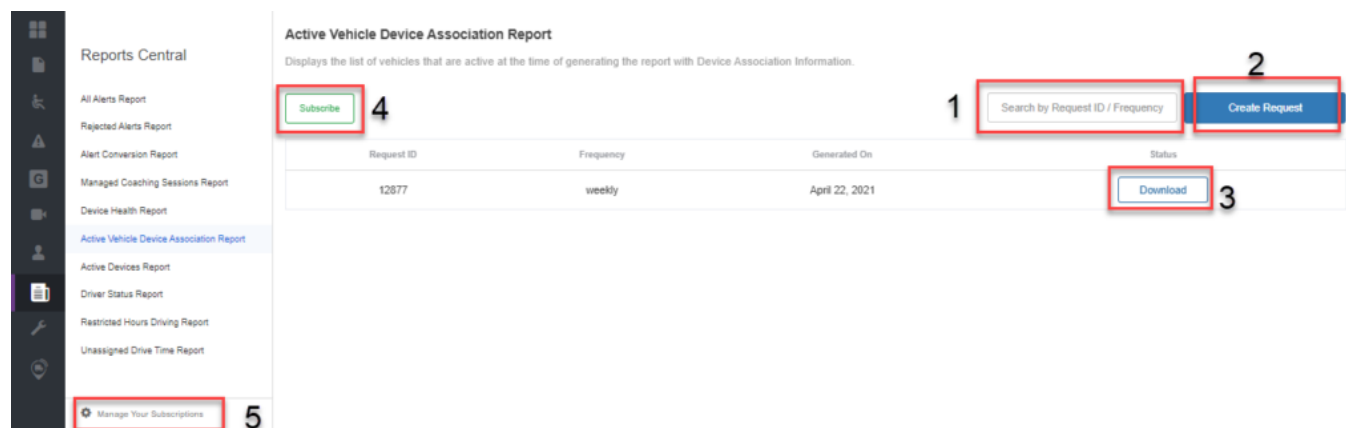 Reports Central
All Alerts Report
Rejected Alerts Report
Alert Conversion Report
Managed Coaching Sessions Report
Device Health Report
Active Vehicle Device Association Report
Active Devices Report
Driver Status Report
Restricted Hours Driving Report
Unassigned Drive Time Report
Manage Your Subscriptions 5
G
Active Vehicle Device Association Report
Displays the list of vehicles that are active at the time of generating the report with Device Association Information.
2
Subscribe 4 1 Search by Request ID / Frequency Create Request
Request ID Frequency Generated On Status
12877 weekly April 22, 2021 Download 3